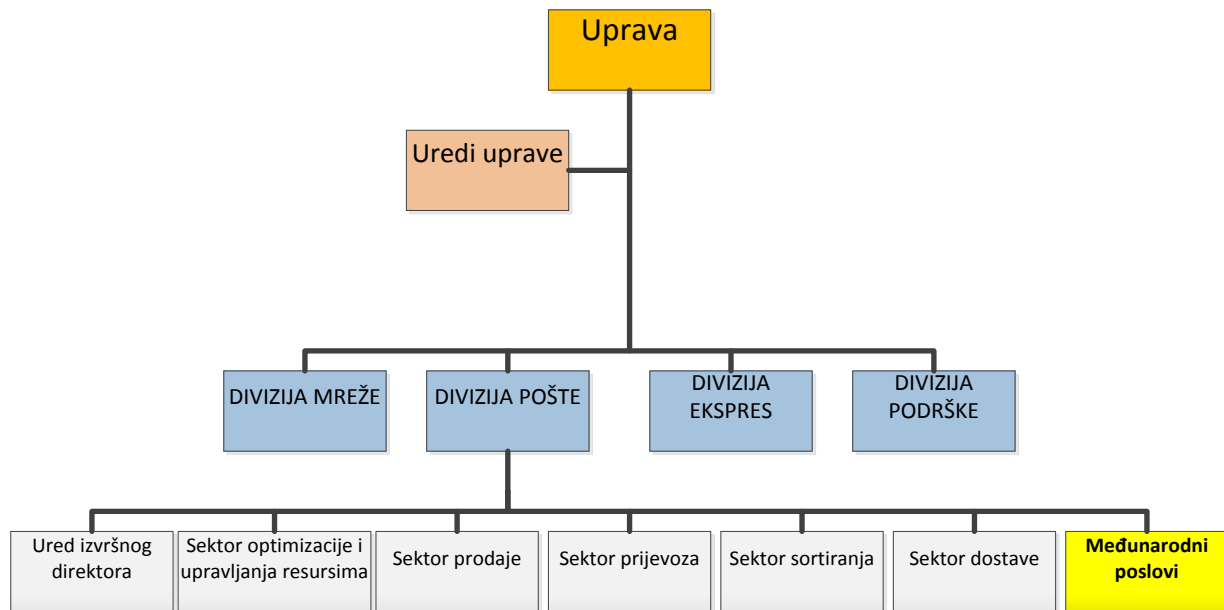 Uprava
Uredi uprave
DIVIZIJA MREŽE
DIVIZIJA POŠTE
DIVIZIJA
EKSPRES
DIVIZIJA
PODRŠKE
Ured izvršnog
direktora
Sektor optimizacije i
upravljanja resursima
Sektor prodaje
Sektor prijevoza
Sektor sortiranja
Sektor dostave
Međunarodni
poslovi